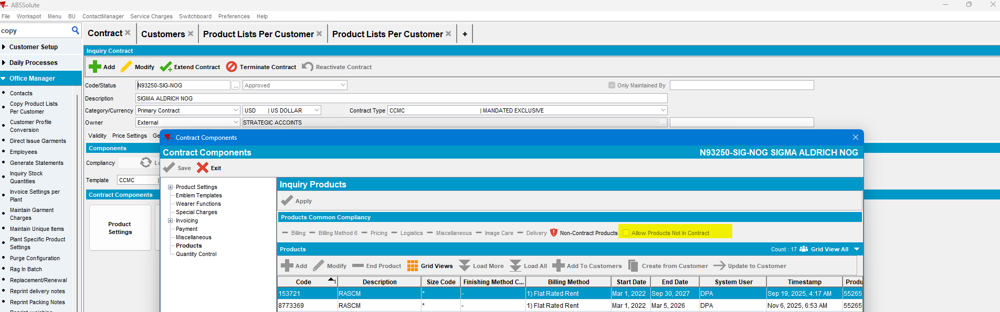 ABSSolute
File Workspot Menu BU ContactManager Service Charges Switchboard Preferences Help
copy
Contract Customers Product Lists Per Customer Product Lists Per Customer +
Customer Setup
Daily Processes
Office Manager
Contacts
Copy Product Lists
Per Customer
Customer Profile
Conversion
Direct Issue Garments
Employees
Generate Statements
Inquiry Stock
Quantities
Invoice Settings per
Plant
Maintain Garment
Charges
Maintain Unique Items
Plant Specific Product
Settings
Purge Configuration
Rag In Batch
Replacement/Renewal
Reprint delivery notes
Reprint Packing Notes
Reprint weighing
Inquiry Contract
Add Modify Extend Contract Terminate Contract Reactivate Contract
Code/Status N93250-SIG-NOG ... Approved Only Maintained By
Description SIGMA ALDRICH NOG
Category/Currency Primary Contract USD | US DOLLAR Contract Type CCMC | MANDATED EXCLUSIVE
Owner External STRATEGIC ACCOINTS ...
Validity Price Settings Ge
Components
Compliancy Lo
Template CCMC |
Contract Components
Product
Settings
Contract Components
Contract Components N93250-SIG-NOG SIGMA ALDRICH NOG
Save Exit
Product Settings
Emblem Templates
Wearer Functions
Special Charges
Invoicing
Payment
Miscellaneous
Products
Quantity Control
Inquiry Products
Apply
Products Common Compliancy
Billing Billing Method 6 Pricing Logistics Miscellaneous Image Care Delivery Non-Contract Products Allow Products Not In Contract
Products Count : 17 Grid View All
Add Modify End Product Grid Views Load More Load All Add To Customers Create from Customer Update to Customer
Code 1 Description Size Code Finishing Method C... Billing Method Start Date End Date System User Timestamp Produ
153721 RASCM * - 1) Flat Rated Rent Mar 1, 2022 Sep 30, 2027 DPA Sep 19, 2025, 4:17 AM 55265
8773369 RASCM * - 1) Flat Rated Rent Mar 1, 2022 Mar 5, 2026 DPA Nov 6, 2025, 6:53 AM 55265